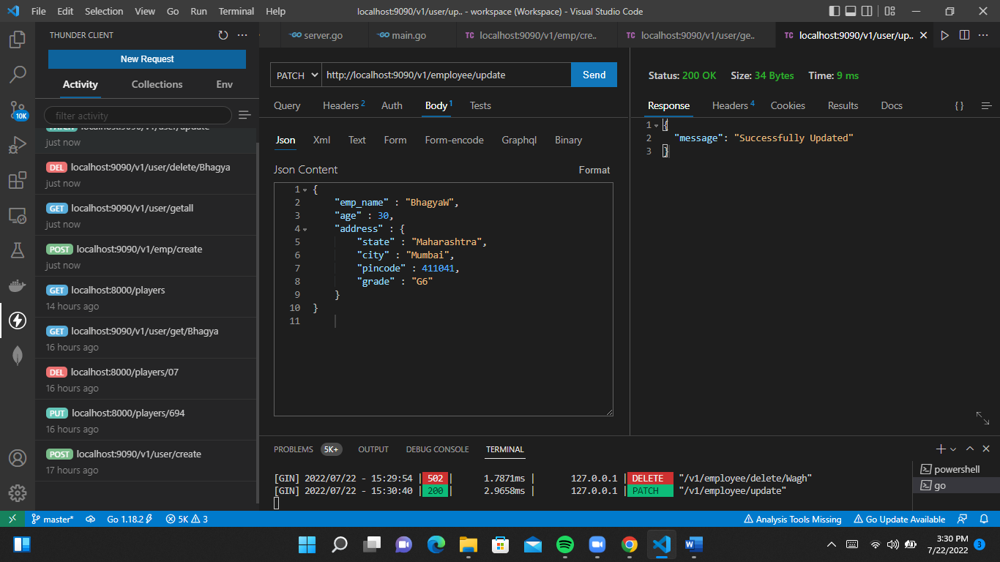 File Edit Selection View Go Run Terminal Help localhost:9090/v1/user/up.. - workspace (Workspace) - Visual Studio Code
THUNDER CLIENT
New Request
Activity Collections Env
filter activity
PATCH localhost:9090/v1/user/update
just now
DEL localhost:9090/v1/user/delete/Bhagya
just now
GET localhost:9090/v1/user/getall
just now
POST localhost:9090/v1/emp/create
just now
GET localhost:8000/players
14 hours ago
GET localhost:9090/v1/user/get/Bhagya
16 hours ago
DEL localhost:8000/players/07
16 hours ago
PUT localhost:8000/players/694
16 hours ago
POST localhost:9090/v1/user/create
17 hours ago
10K
GO server.go GO main.go TC localhost:9090/v1/emp/cre.. TC localhost:9090/v1/user/ge.. TC localhost:9090/v1/user/up..
PATCH http://localhost:9090/v1/employee/update Send
Query Headers 2 Auth Body 1 Tests
Json Xml Text Form Form-encode Graphql Binary
Json Content Format
1 {
2 "emp_name" : "BhagyaW",
3 "age" : 30,
4 "address" : {
5 "state" : "Maharashtra",
6 "city" : "Mumbai",
7 "pincode" : 411041,
8 "grade" : "G6"
9 }
10 }
11
Status: 200 OK Size: 34 Bytes Time: 9 ms
Response Headers 4 Cookies Results Docs { }
1 {
2 "message": "Successfully Updated"
3 }
PROBLEMS 5K+ OUTPUT DEBUG CONSOLE TERMINAL
[GIN] 2022/07/22 - 15:29:54 | 502 | 1.7871ms | 127.0.0.1 | DELETE "/v1/employee/delete/Wagh"
[GIN] 2022/07/22 - 15:30:40 | 200 | 2.9658ms | 127.0.0.1 | PATCH "/v1/employee/update"
powershell
go
master* Go 1.18.2 5K 3 Analysis Tools Missing Go Update Available
3:30 PM
7/22/2022 3